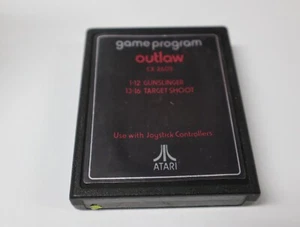 game program
outlaw
CX 2605
1-12 GUNSLINGER
13-16 TARGET SHOOT
Use with Joystick Controllers
ATARI